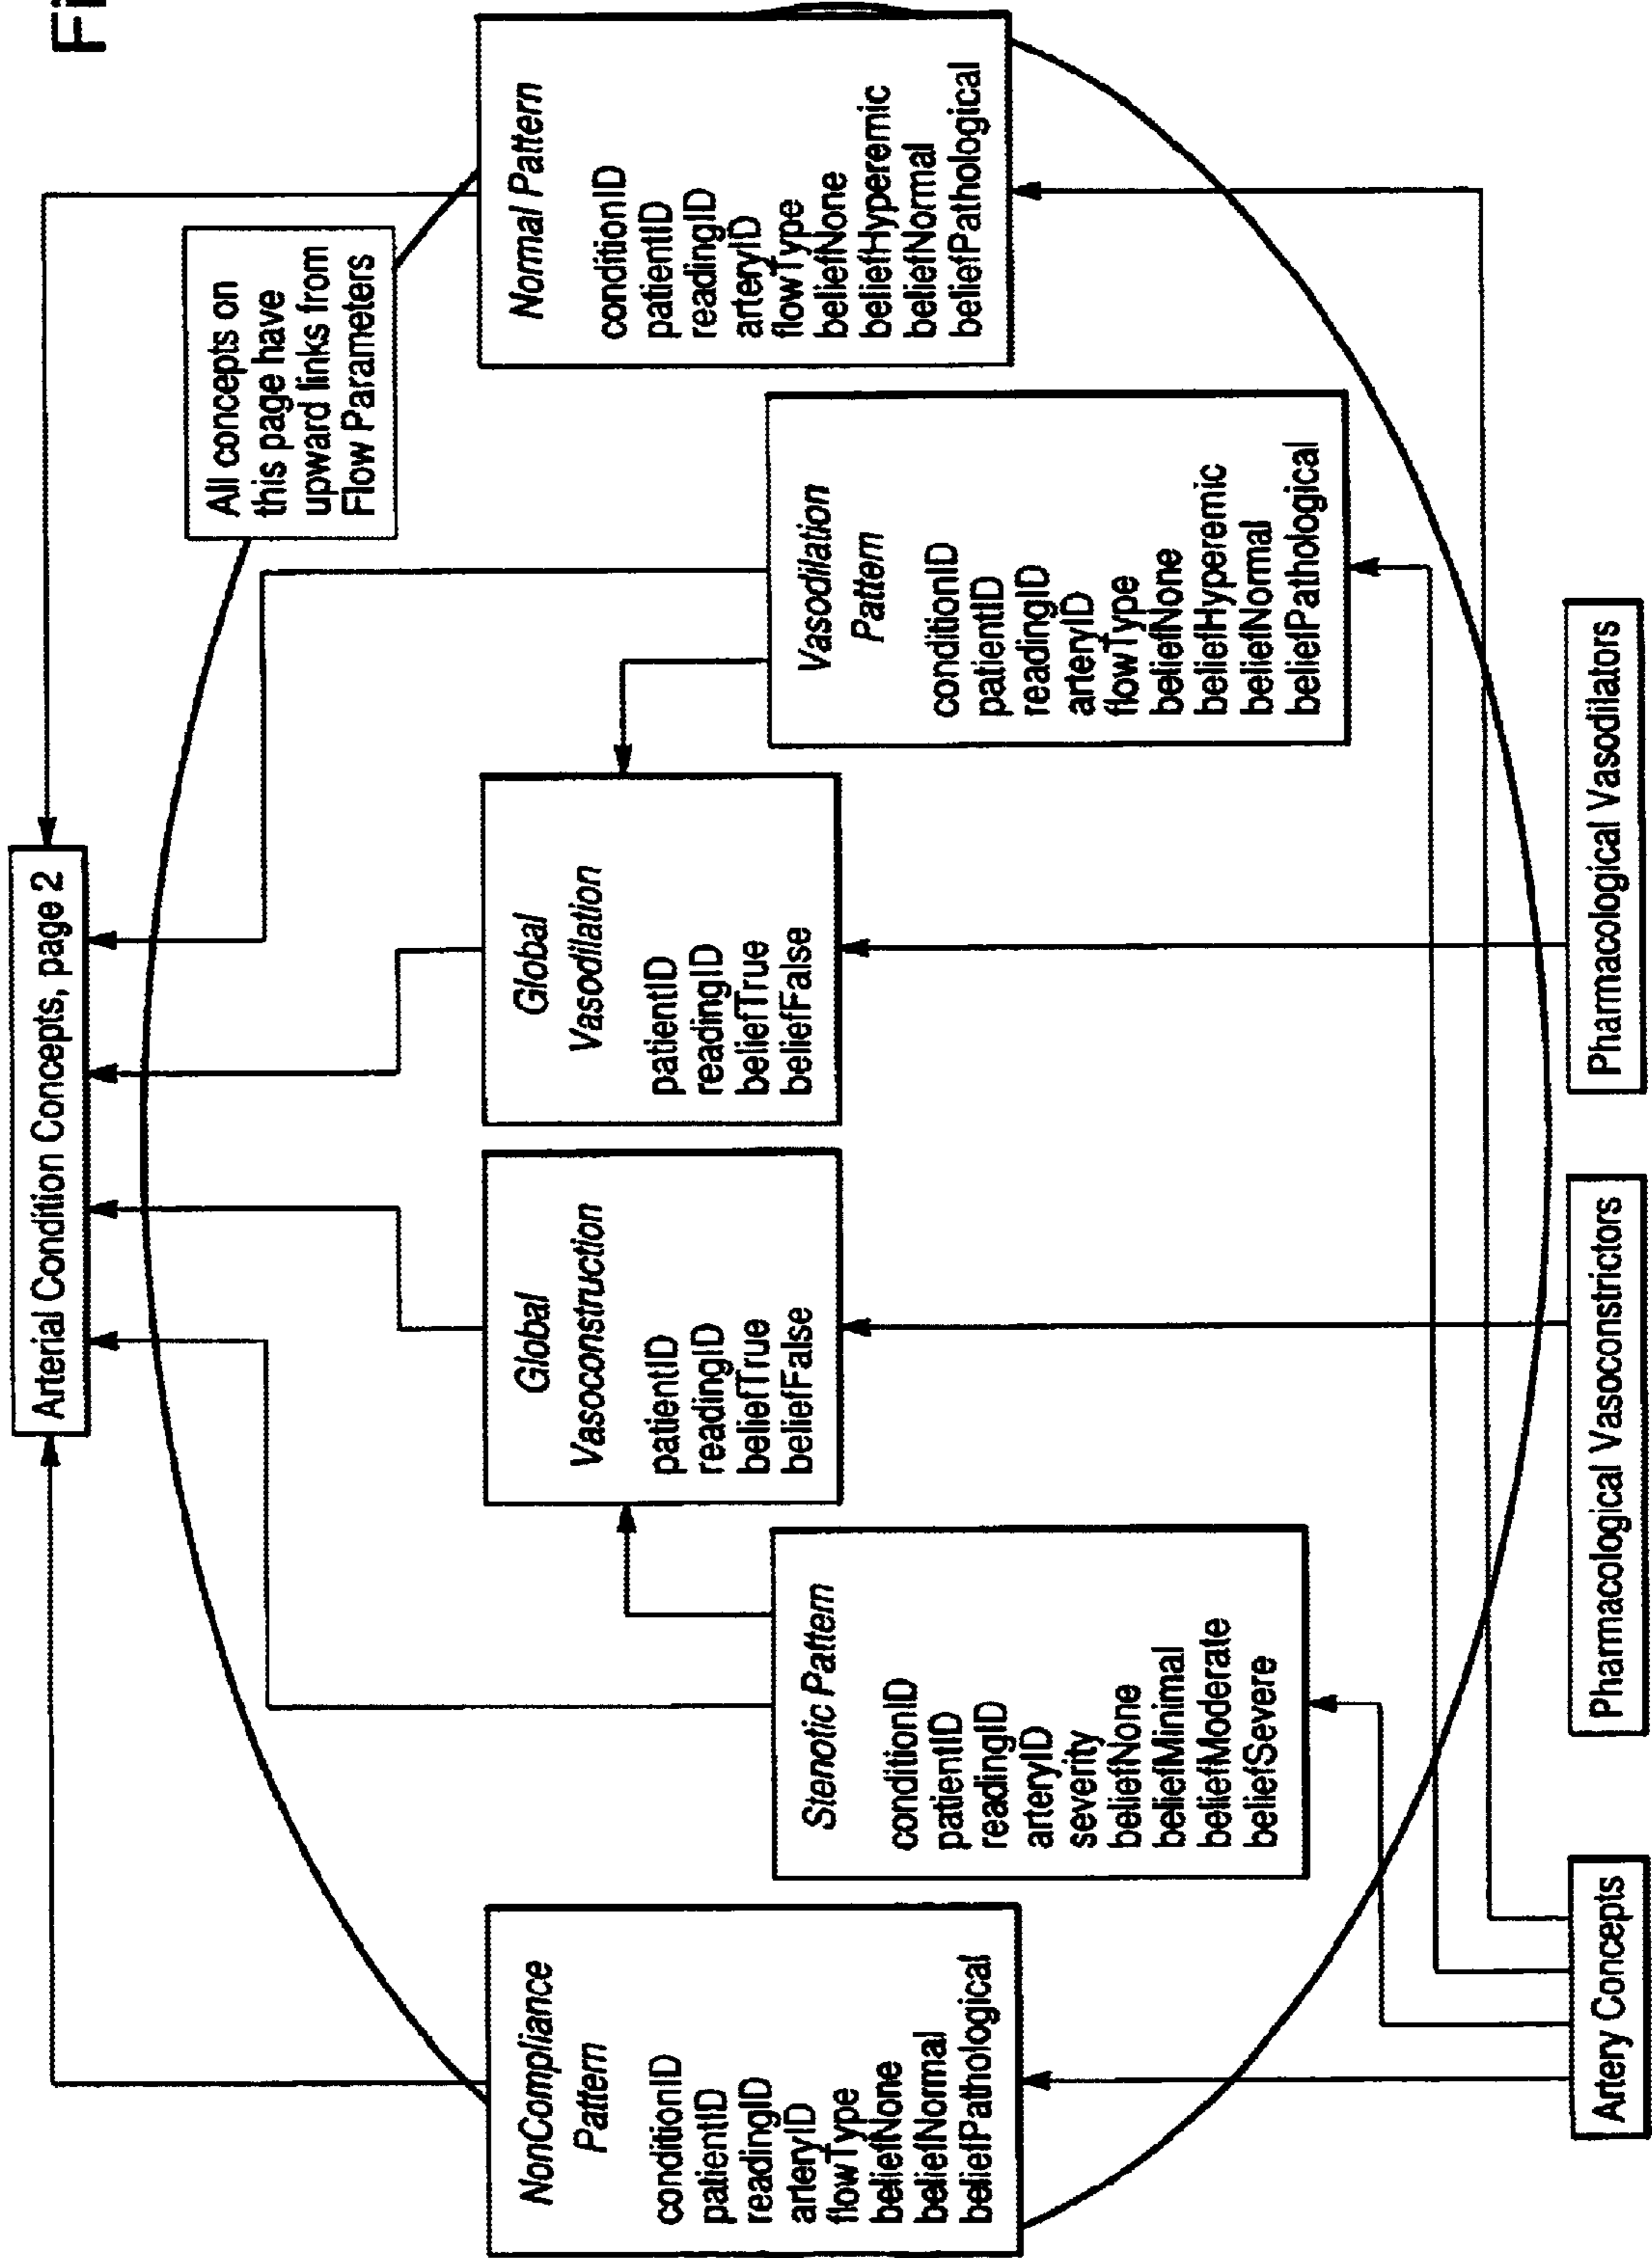 Fi
Arterial Condition Concepts, page 2
All concepts on
this page have
upward links from
Flow Parameters
NonCompliance
Pattern
conditionID
patientID
readingID
arteryID
flowType
beliefNone
beliefNormal
beliefPathological
Stenotic Pattern
conditionID
patientID
readingID
arteryID
severity
beliefNone
beliefMinimal
beliefModerate
beliefSevere
Global
Vasoconstruction
patientID
readingID
beliefTrue
beliefFalse
Global
Vasodilation
patientID
readingID
beliefTrue
beliefFalse
Vasodilation
Pattern
conditionID
patientID
readingID
arteryID
flowType
beliefNone
beliefHyperemic
beliefNormal
beliefPathological
Normal Pattern
conditionID
patientID
readingID
arteryID
flowType
beliefNone
beliefHyperemic
beliefNormal
beliefPathological
Artery Concepts
Pharmacological Vasoconstrictors
Pharmacological Vasodilators